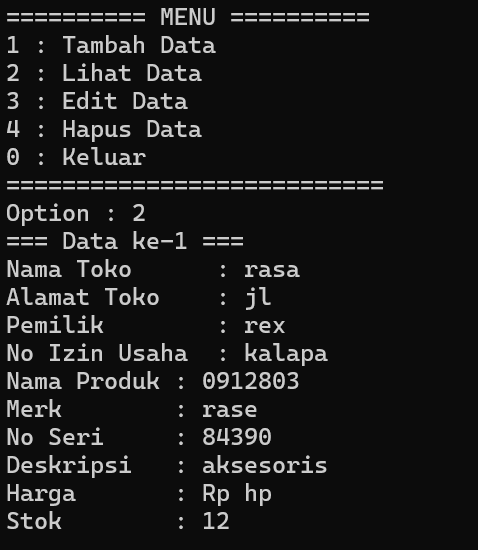 ========== MENU ==========
1 : Tambah Data
2 : Lihat Data
3 : Edit Data
4 : Hapus Data
0 : Keluar
===========================
Option : 2
=== Data ke-1 ===
Nama Toko      : rasa
Alamat Toko    : jl
Pemilik        : rex
No Izin Usaha  : kalapa
Nama Produk : 0912803
Merk        : rase
No Seri     : 84390
Deskripsi   : aksesoris
Harga       : Rp hp
Stok        : 12